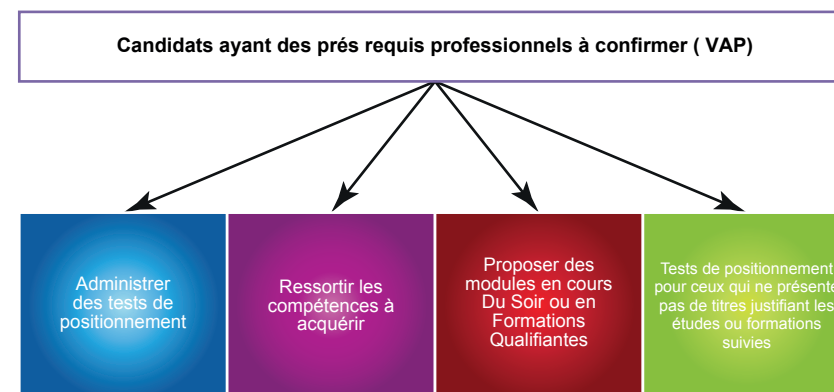 Candidats ayant des prés requis professionnels à confirmer ( VAP)
Administrer
des tests de
positionnement
Ressortir les
compétences à
acquérir
Proposer des
modules en cours
Du Soir ou en
Formations
Qualifiantes
Tests de positionnement
pour ceux qui ne présente
pas de titres justifiant les
études ou formations
suivies